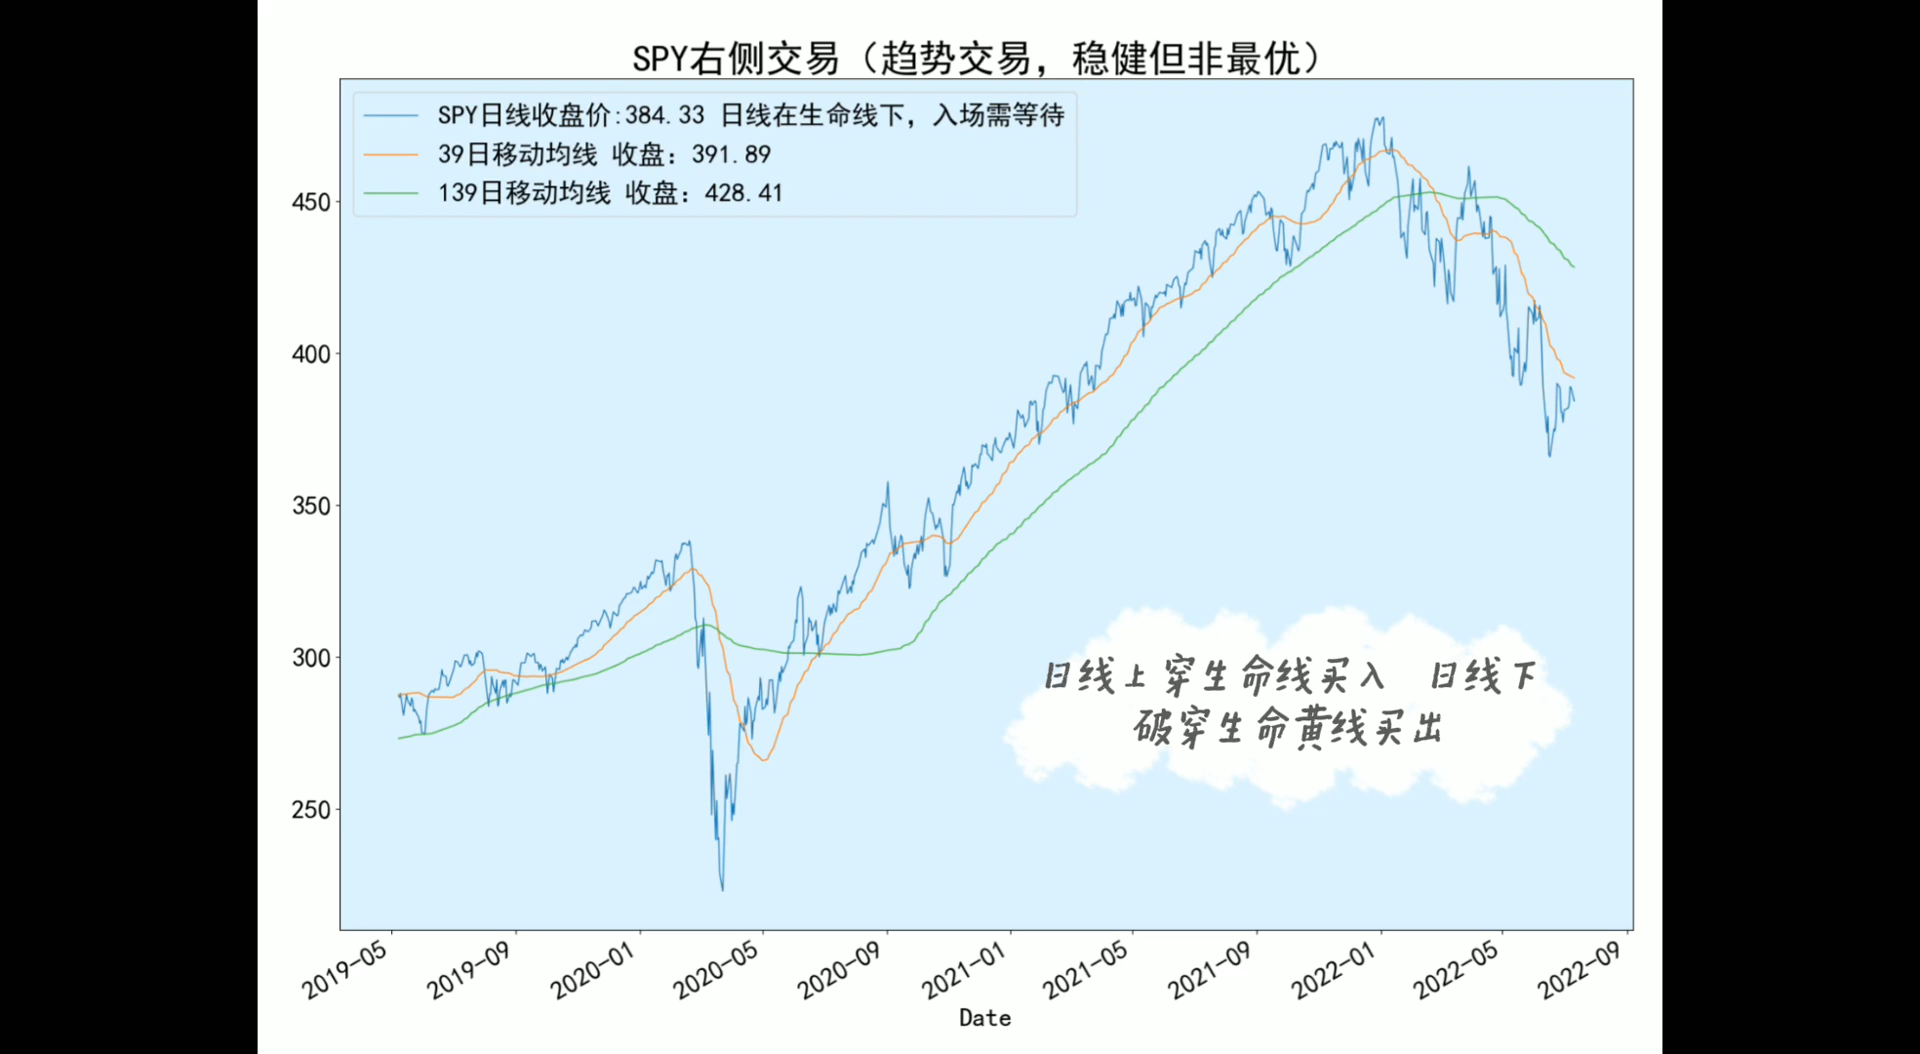 SPY右侧交易（趋势交易，稳健但非最优）
SPY日线收盘价:384.33 日线在生命线下，入场需等待
39日移动均线 收盘：391.89
139日移动均线 收盘：428.41
450
400
350
300
250
日线上穿生命线买入 日线下
破穿生命黄线买出
2019-05
2019-09
2020-01
2020-05
2020-09
2021-01
2021-05
2021-09
2022-01
2022-05
2022-09
Date